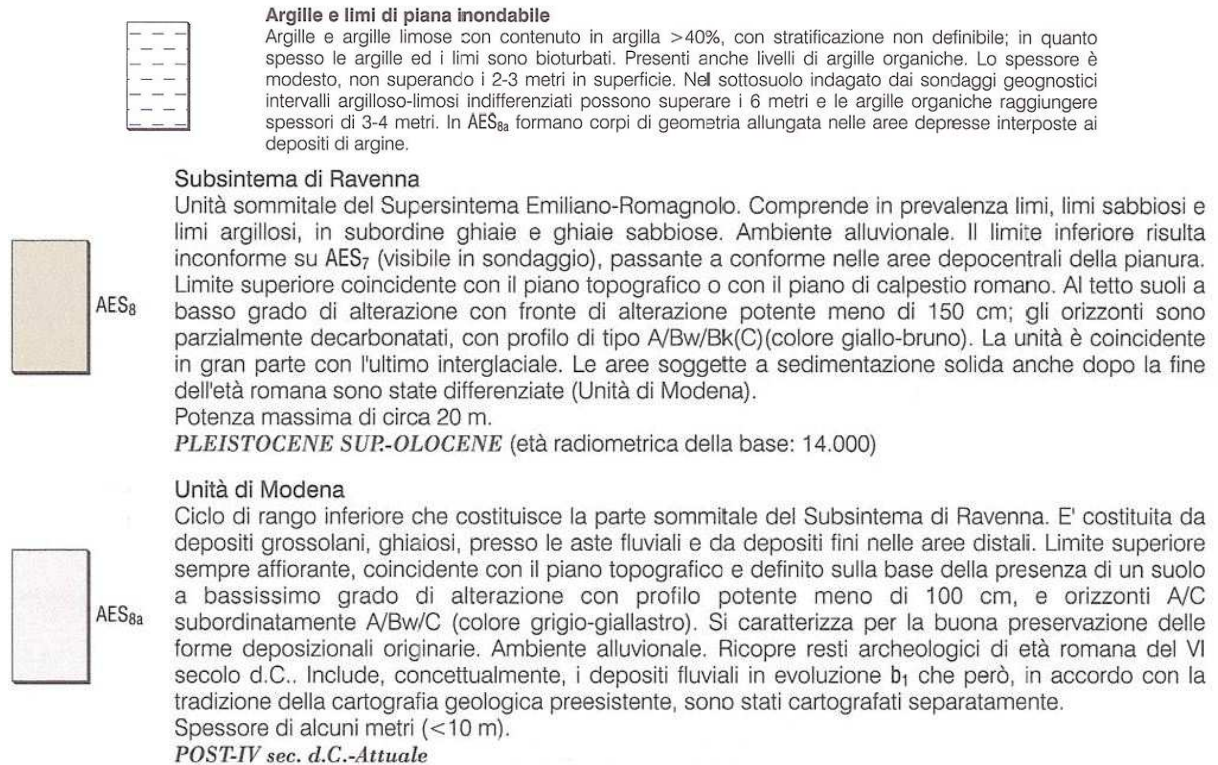 Argille e limi di piana inondabile
Argille e argille limose con contenuto in argilla >40%, con stratificazione non definibile; in quanto
spesso le argille ed i limi sono bioturbati. Presenti anche livelli di argille organiche. Lo spessore è
modesto, non superando i 2-3 metri in superficie. Nel sottosuolo indagato dai sondaggi geognostici
intervalli argilloso-limosi indifferenziati possono superare i 6 metri e le argille organiche raggiungere
spessori di 3-4 metri. In AES8a formano corpi di geometria allungata nelle aree depresse interposte ai
depositi di argine.
Subsintema di Ravenna
Unità sommitale del Supersintema Emiliano-Romagnolo. Comprende in prevalenza limi, limi sabbiosi e
limi argillosi, in subordine ghiaie e ghiaie sabbiose. Ambiente alluvionale. Il limite inferiore risulta
inconforme su AES7 (visibile in sondaggio), passante a conforme nelle aree depocentrali della pianura.
Limite superiore coincidente con il piano topografico o con il piano di calpestio romano. Al tetto suoli a
AES8
basso grado di alterazione con fronte di alterazione potente meno di 150 cm; gli orizzonti sono
parzialmente decarbonatati, con profilo di tipo A/Bw/Bk(C)(colore giallo-bruno). La unità è coincidente
in gran parte con l'ultimo interglaciale. Le aree soggette a sedimentazione solida anche dopo la fine
dell'età romana sono state differenziate (Unità di Modena).
Potenza massima di circa 20 m.
PLEISTOCENE SUP.-OLOCENE (età radiometrica della base: 14.000)
Unità di Modena
Ciclo di rango inferiore che costituisce la parte sommitale del Subsintema di Ravenna. E' costituita da
depositi grossolani, ghiaiosi, presso le aste fluviali e da depositi fini nelle aree distali. Limite superiore
sempre affiorante, coincidente con il piano topografico e definito sulla base della presenza di un suolo
a bassissimo grado di alterazione con profilo potente meno di 100 cm, e orizzonti A/C
AES8a
subordinatamente A/Bw/C (colore grigio-giallastro). Si caratterizza per la buona preservazione delle
forme deposizionali originarie. Ambiente alluvionale. Ricopre resti archeologici di età romana del VI
secolo d.C.. Include, concettualmente, i depositi fluviali in evoluzione b1 che però, in accordo con la
tradizione della cartografia geologica preesistente, sono stati cartografati separatamente.
Spessore di alcuni metri (<10 m).
POST-IV sec. d.C.-Attuale